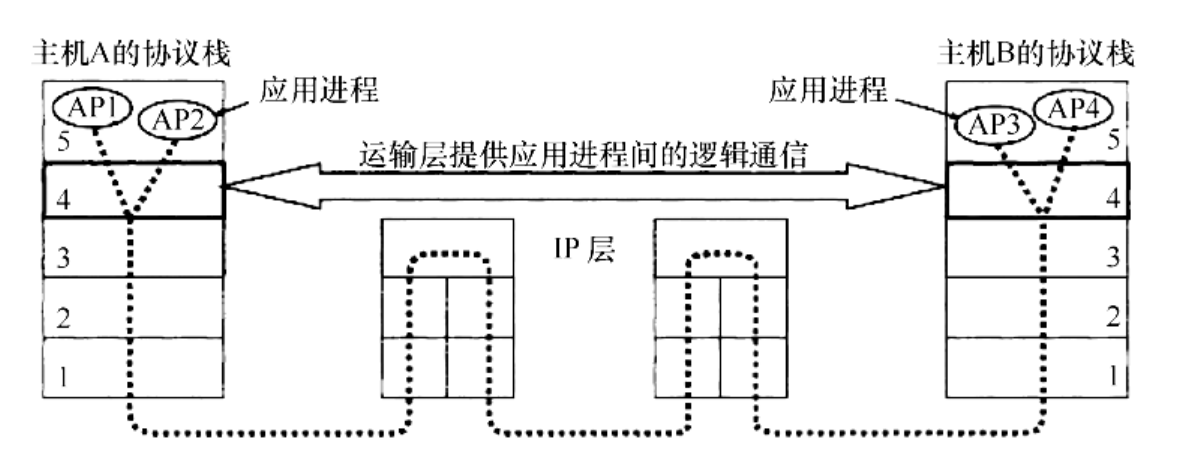 主机A的协议栈
主机B的协议栈
AP1
AP2
应用进程
应用进程
AP3
AP4
5
5
运输层提供应用进程间的逻辑通信
4
4
IP 层
3
3
2
2
1
1